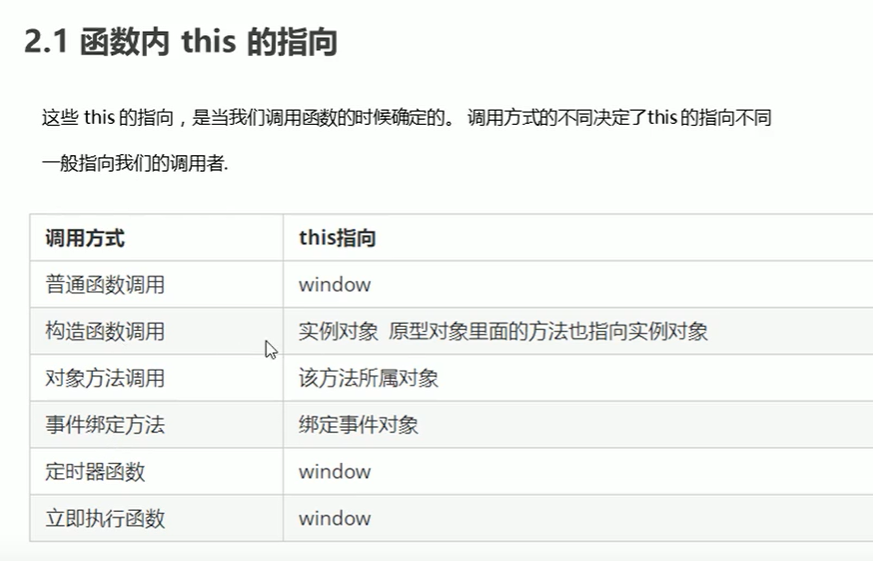 2.1 函数内 this 的指向
这些 this 的指向，是当我们调用函数的时候确定的。 调用方式的不同决定了this 的指向不同
一般指向我们的调用者.
调用方式 this指向
普通函数调用 window
构造函数调用 实例对象 原型对象里面的方法也指向实例对象
对象方法调用 该方法所属对象
事件绑定方法 绑定事件对象
定时器函数 window
立即执行函数 window